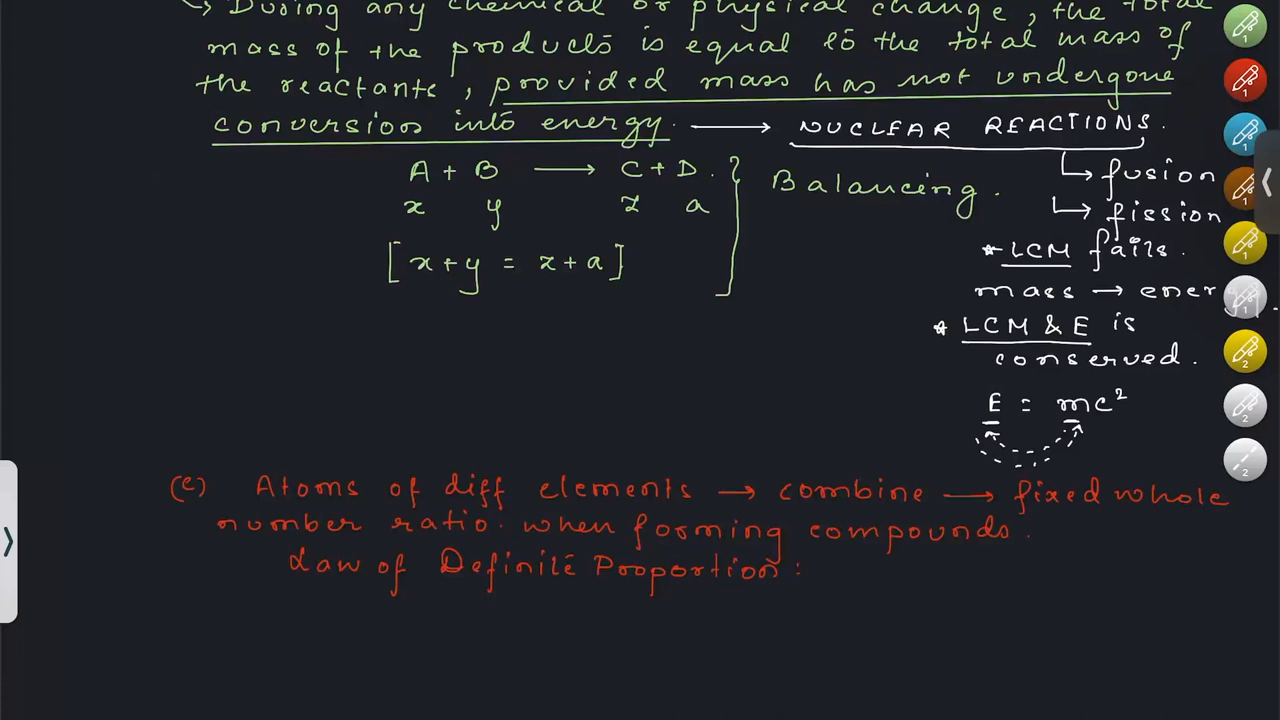 ↳ During any chemical or physical change, the total
mass of the products is equal to the total mass of
the reactants, provided mass has not undergone
conversion into energy. ⟶ NUCLEAR REACTIONS.
A + B ⟶ C + D.
x y z a
[x + y = z + a]
Balancing.
↳ fusion
↳ fission
* LCM fails.
mass → ener
* LCM & E is
conserved.
E = mc²
(c) Atoms of diff elements → combine → fixed whole
number ratio. when forming compounds.
Law of Definite Proportion: